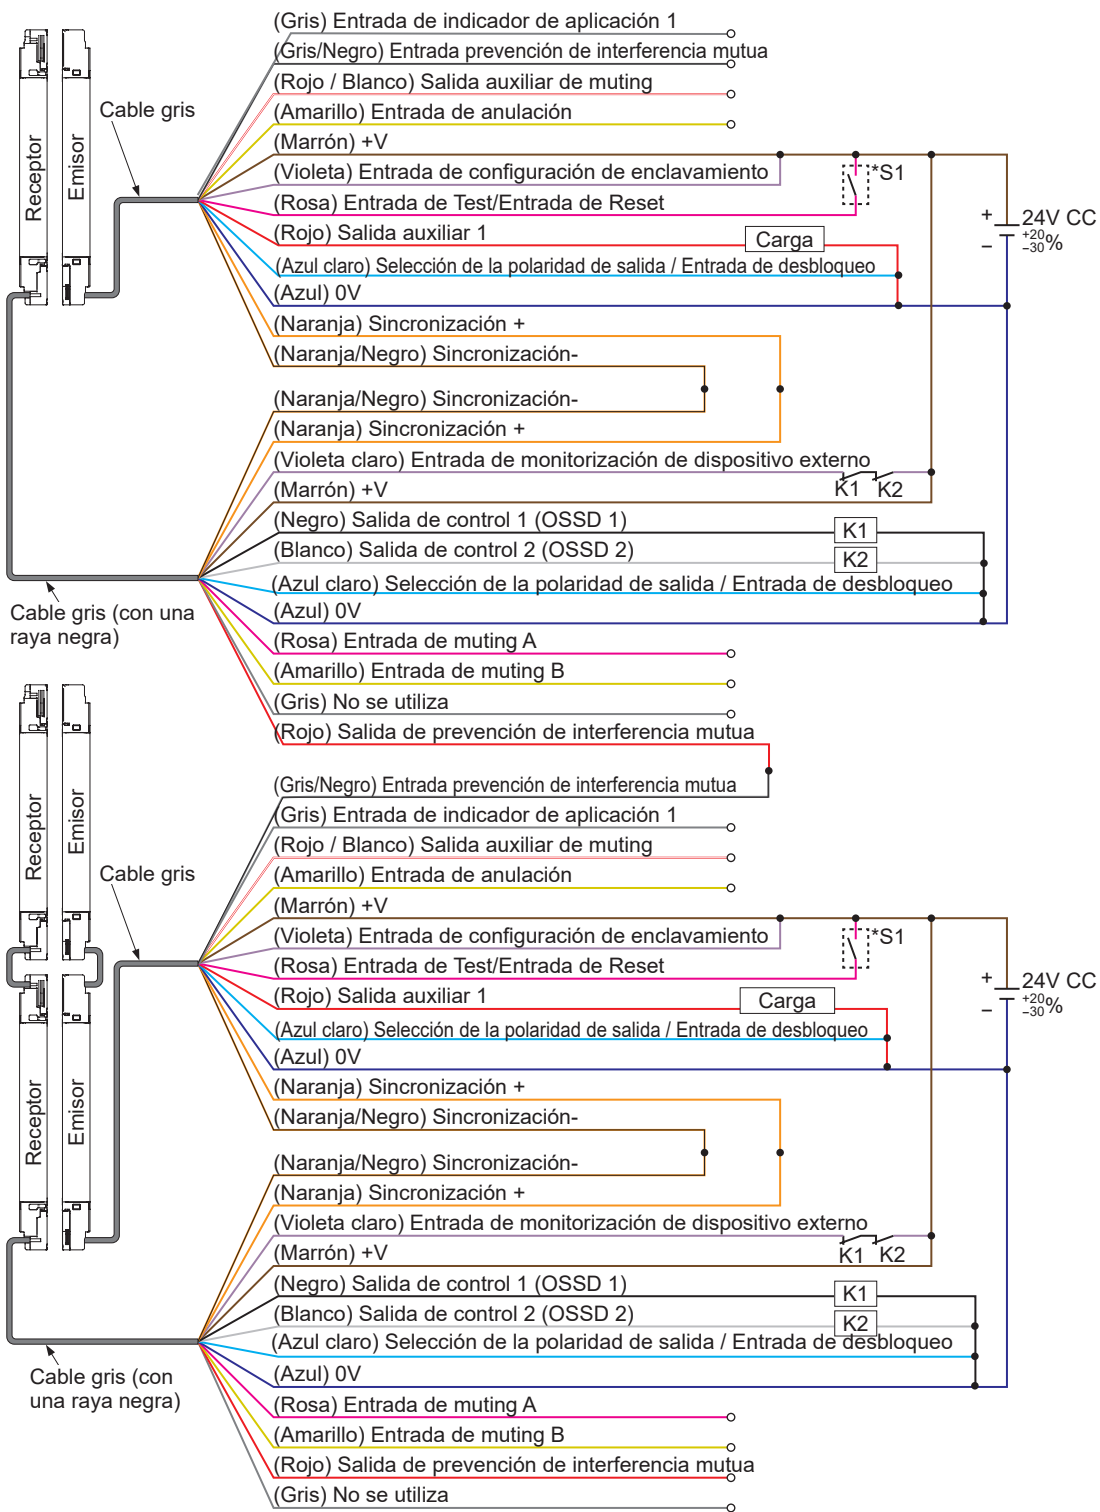 (Gris) Entrada de indicador de aplicación 1
(Gris/Negro) Entrada prevención de interferencia mutua
(Rojo / Blanco) Salida auxiliar de muting
Cable gris
(Amarillo) Entrada de anulación
(Marrón) +V
(Violeta) Entrada de configuración de enclavamiento
*S1
Receptor
Emisor
(Rosa) Entrada de Test/Entrada de Reset
(Rojo) Salida auxiliar 1
Carga
+
−
24V CC
+20
−30%
(Azul claro) Selección de la polaridad de salida / Entrada de desbloqueo
(Azul) 0V
(Naranja) Sincronización +
(Naranja/Negro) Sincronización-
(Naranja/Negro) Sincronización-
(Naranja) Sincronización +
(Violeta claro) Entrada de monitorización de dispositivo externo
K1 K2
(Marrón) +V
(Negro) Salida de control 1 (OSSD 1)
K1
(Blanco) Salida de control 2 (OSSD 2)
K2
(Azul claro) Selección de la polaridad de salida / Entrada de desbloqueo
(Azul) 0V
Cable gris (con una
raya negra)
(Rosa) Entrada de muting A
(Amarillo) Entrada de muting B
(Gris) No se utiliza
(Rojo) Salida de prevención de interferencia mutua
(Gris/Negro) Entrada prevención de interferencia mutua
(Gris) Entrada de indicador de aplicación 1
(Rojo / Blanco) Salida auxiliar de muting
Receptor
Emisor
Cable gris
(Amarillo) Entrada de anulación
(Marrón) +V
(Violeta) Entrada de configuración de enclavamiento
*S1
(Rosa) Entrada de Test/Entrada de Reset
(Rojo) Salida auxiliar 1
Carga
+
−
24V CC
+20
−30%
(Azul claro) Selección de la polaridad de salida / Entrada de desbloqueo
(Azul) 0V
(Naranja) Sincronización +
(Naranja/Negro) Sincronización-
Receptor
Emisor
(Naranja/Negro) Sincronización-
(Naranja) Sincronización +
(Violeta claro) Entrada de monitorización de dispositivo externo
K1 K2
(Marrón) +V
(Negro) Salida de control 1 (OSSD 1)
K1
(Blanco) Salida de control 2 (OSSD 2)
K2
(Azul claro) Selección de la polaridad de salida / Entrada de desbloqueo
(Azul) 0V
Cable gris (con
una raya negra)
(Rosa) Entrada de muting A
(Amarillo) Entrada de muting B
(Rojo) Salida de prevención de interferencia mutua
(Gris) No se utiliza